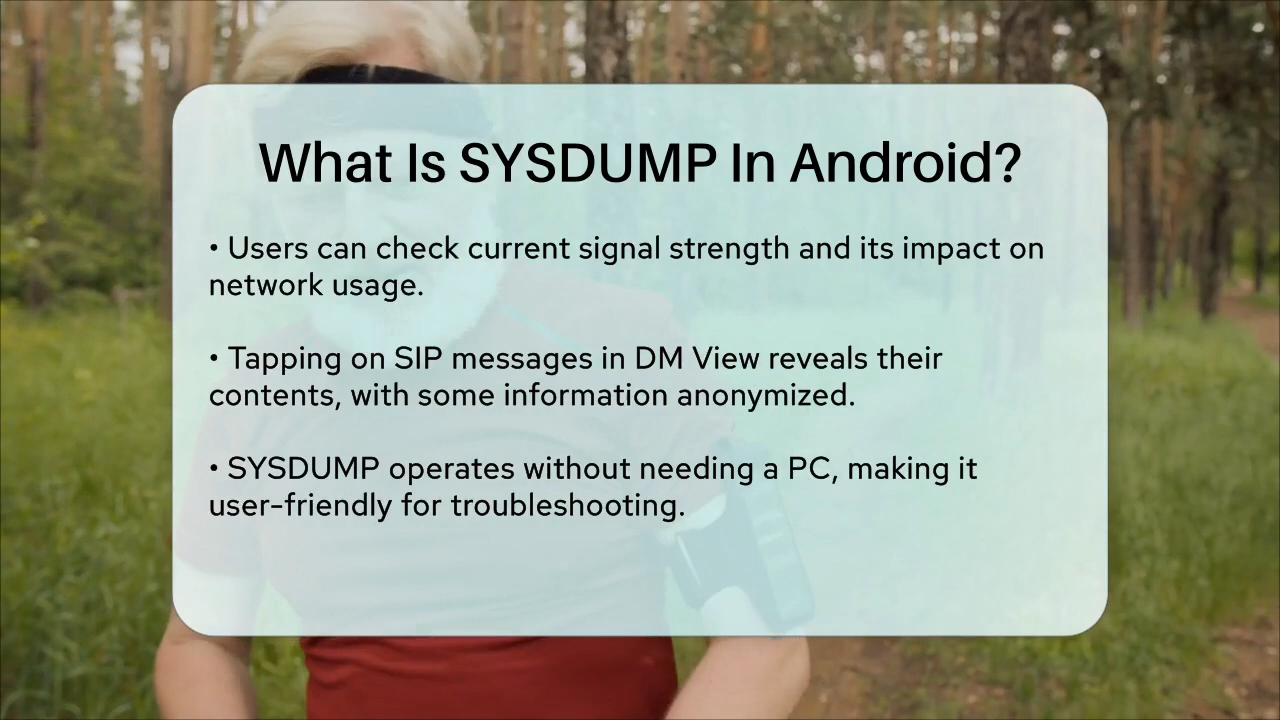 What Is SYSDUMP In Android?
• Users can check current signal strength and its impact on
network usage.
• Tapping on SIP messages in DM View reveals their
contents, with some information anonymized.
• SYSDUMP operates without needing a PC, making it
user-friendly for troubleshooting.